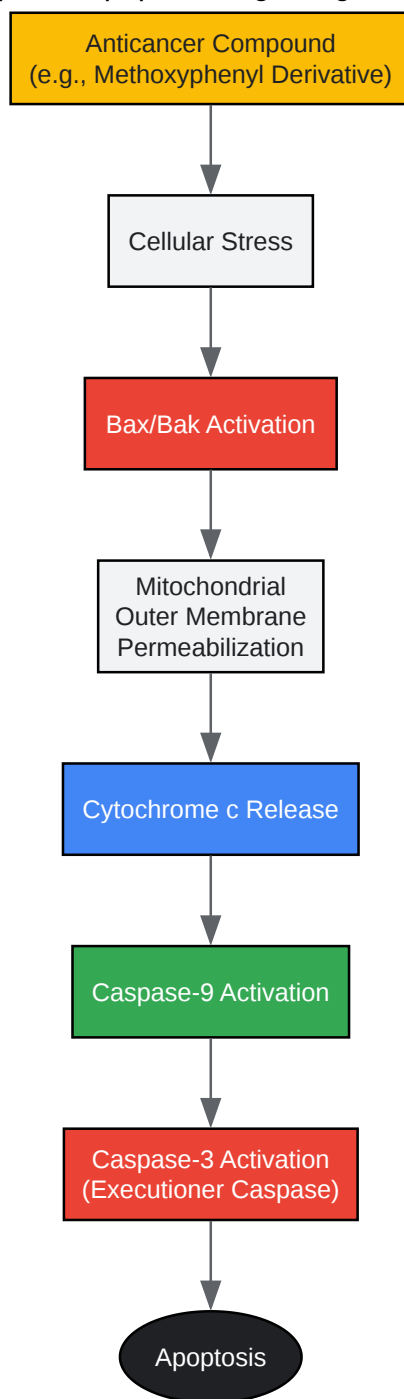 Anticancer Compound
(e.g., Methoxyphenyl Derivative)
Cellular Stress
Bax/Bak Activation
Mitochondrial
Outer Membrane
Permeabilization
Cytochrome c Release
Caspase-9 Activation
Caspase-3 Activation
(Executioner Caspase)
Apoptosis